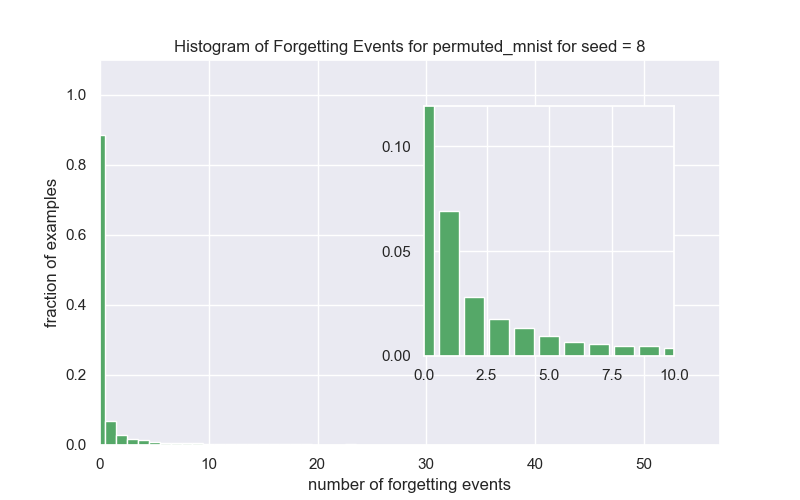 Histogram of Forgetting Events for permuted_mnist for seed = 8
fraction of examples
1.0
0.8
0.6
0.4
0.2
0.0
0.10
0.05
0.00
0.0 2.5 5.0 7.5 10.0
0 10 20 30 40 50
number of forgetting events